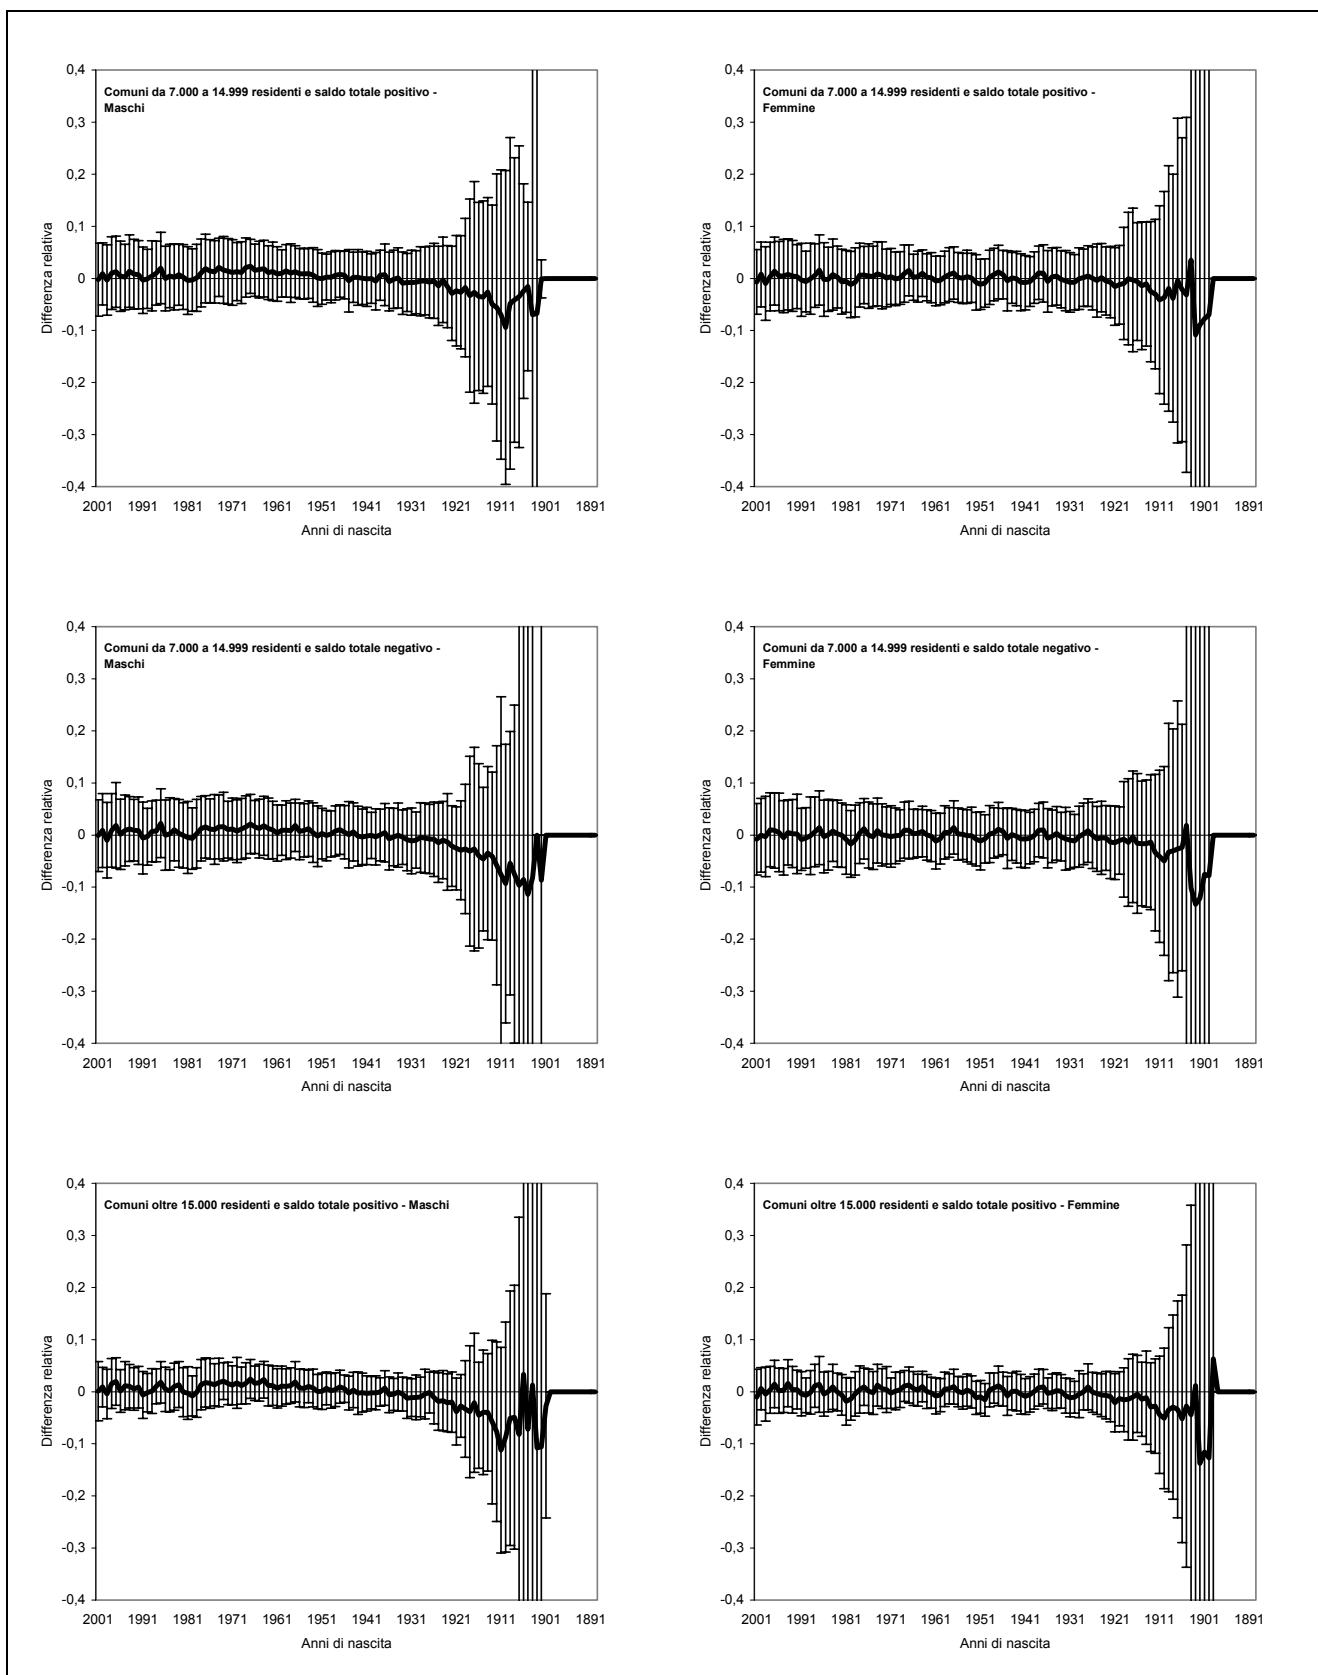 Comuni da 7.000 a 14.999 residenti e saldo totale positivo -
Maschi
0,4
0,3
0,2
0,1
0
-0,1
-0,2
-0,3
-0,4
Differenza relativa
2001 1991 1981 1971 1961 1951 1941 1931 1921 1911 1901 1891
Anni di nascita
Comuni da 7.000 a 14.999 residenti e saldo totale positivo -
Femmine
0,4
0,3
0,2
0,1
0
-0,1
-0,2
-0,3
-0,4
Differenza relativa
2001 1991 1981 1971 1961 1951 1941 1931 1921 1911 1901 1891
Anni di nascita
Comuni da 7.000 a 14.999 residenti e saldo totale negativo -
Maschi
0,4
0,3
0,2
0,1
0
-0,1
-0,2
-0,3
-0,4
Differenza relativa
2001 1991 1981 1971 1961 1951 1941 1931 1921 1911 1901 1891
Anni di nascita
Comuni da 7.000 a 14.999 residenti e saldo totale negativo -
Femmine
0,4
0,3
0,2
0,1
0
-0,1
-0,2
-0,3
-0,4
Differenza relativa
2001 1991 1981 1971 1961 1951 1941 1931 1921 1911 1901 1891
Anni di nascita
Comuni oltre 15.000 residenti e saldo totale positivo - Maschi
0,4
0,3
0,2
0,1
0
-0,1
-0,2
-0,3
-0,4
Differenza relativa
2001 1991 1981 1971 1961 1951 1941 1931 1921 1911 1901 1891
Anni di nascita
Comuni oltre 15.000 residenti e saldo totale positivo - Femmine
0,4
0,3
0,2
0,1
0
-0,1
-0,2
-0,3
-0,4
Differenza relativa
2001 1991 1981 1971 1961 1951 1941 1931 1921 1911 1901 1891
Anni di nascita